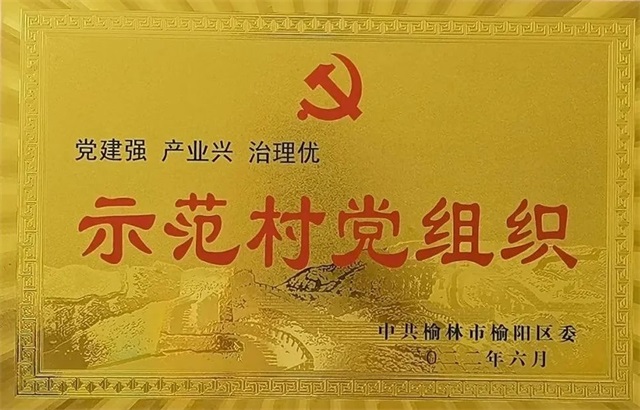 党建强 产业兴 治理优
示范村党组织
中共榆林市榆阳区委
〇二二年六月